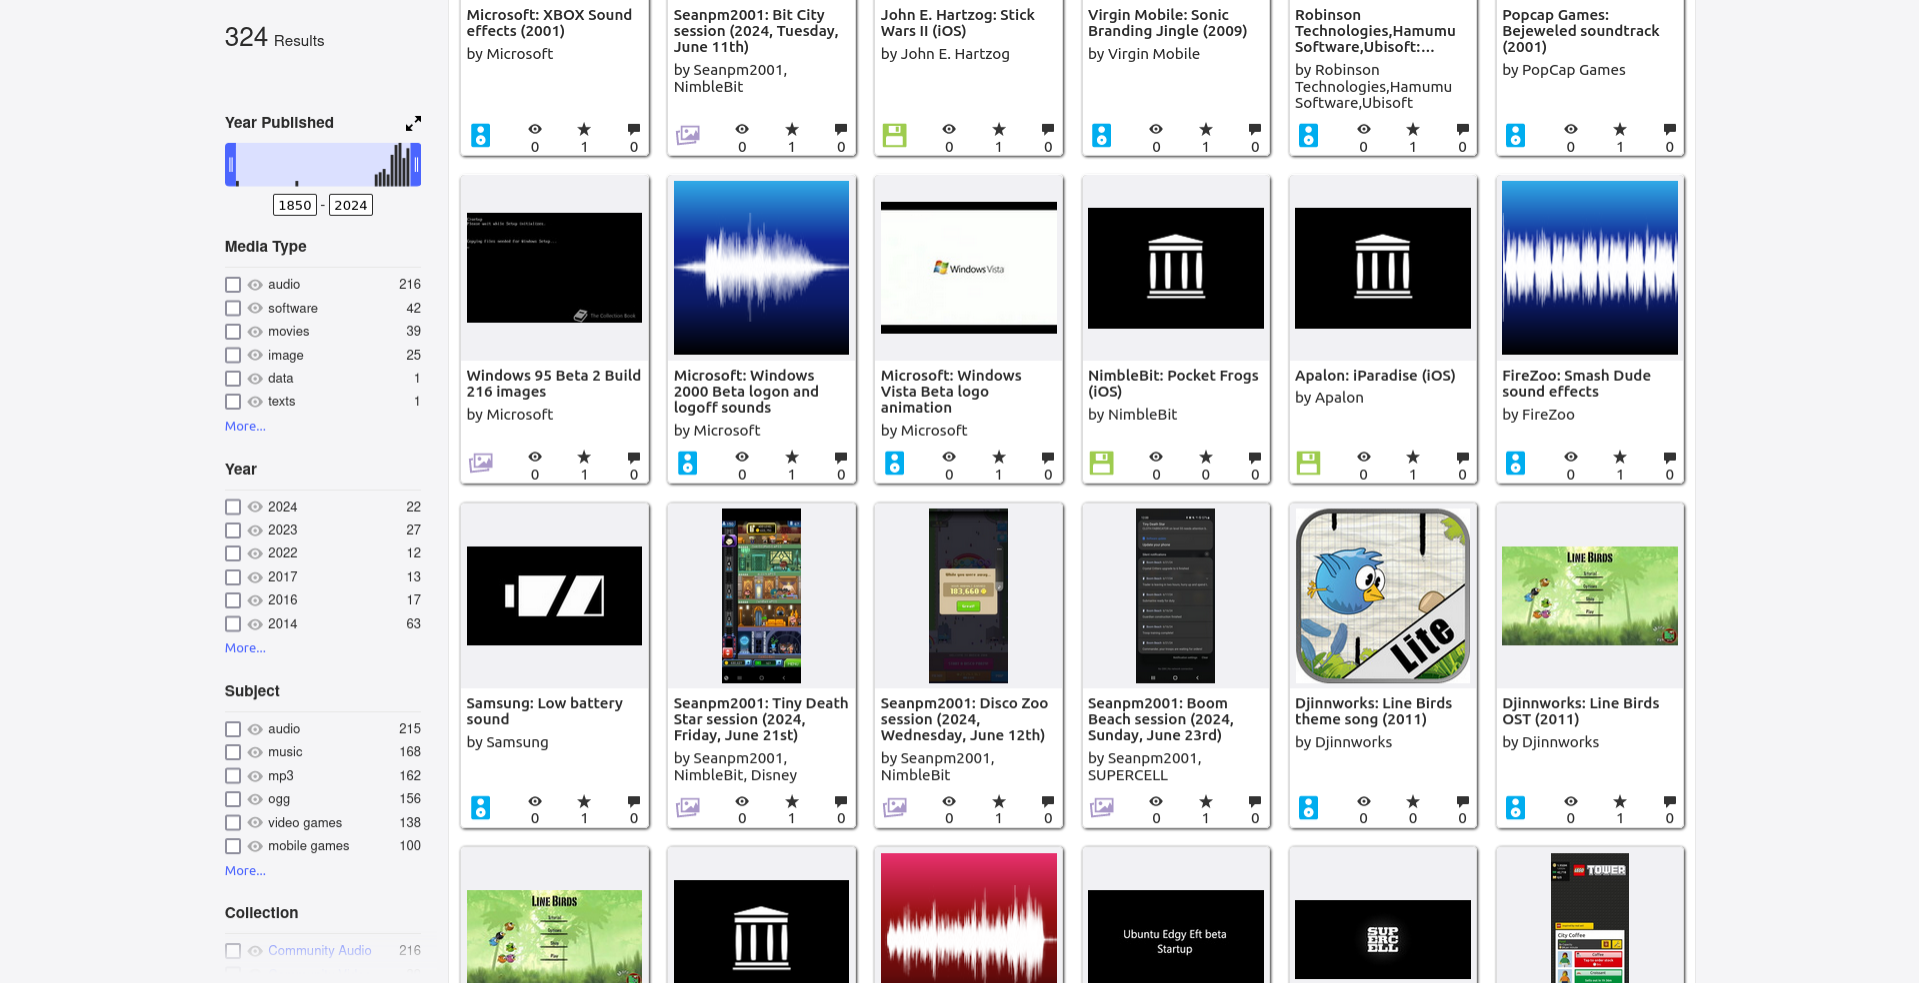 324 Results
Year Published
1850 - 2024
Media Type
audio 216
software 42
movies 39
image 25
data 1
texts 1
More...
Year
2024 22
2023 27
2022 12
2017 13
2016 17
2014 63
More...
Subject
audio 215
music 168
mp3 162
ogg 156
video games 138
mobile games 100
More...
Collection
Community Audio 216
Microsoft: XBOX Sound
effects (2001)
by Microsoft
0 1 0
Seanpm2001: Bit City
session (2024, Tuesday,
June 11th)
by Seanpm2001,
NimbleBit
0 1 0
John E. Hartzog: Stick
Wars II (iOS)
by John E. Hartzog
0 1 0
Virgin Mobile: Sonic
Branding Jingle (2009)
by Virgin Mobile
0 1 0
Robinson
Technologies,Hamumu
Software,Ubisoft:...
by Robinson
Technologies,Hamumu
Software,Ubisoft
0 1 0
Popcap Games:
Bejeweled soundtrack
(2001)
by PopCap Games
0 1 0
The Collection Book
Windows 95 Beta 2 Build
216 images
by Microsoft
0 1 0
Microsoft: Windows
2000 Beta logon and
logoff sounds
by Microsoft
0 1 0
Windows Vista
Microsoft: Windows
Vista Beta logo
animation
by Microsoft
0 1 0
NimbleBit: Pocket Frogs
(iOS)
by NimbleBit
0 0 0
Apalon: iParadise (iOS)
by Apalon
0 1 0
FireZoo: Smash Dude
sound effects
by FireZoo
0 1 0
Samsung: Low battery
sound
by Samsung
0 1 0
Seanpm2001: Tiny Death
Star session (2024,
Friday, June 21st)
by Seanpm2001,
NimbleBit, Disney
0 1 0
While you were away...
183,660
Seanpm2001: Disco Zoo
session (2024,
Wednesday, June 12th)
by Seanpm2001,
NimbleBit
0 1 0
Seanpm2001: Boom
Beach session (2024,
Sunday, June 23rd)
by Seanpm2001,
SUPERCELL
0 1 0
Lite
Djinnworks: Line Birds
theme song (2011)
by Djinnworks
0 0 0
LINE BIRDS
Djinnworks: Line Birds
OST (2011)
by Djinnworks
0 1 0
LINE BIRDS
Ubuntu Edgy Eft beta
Startup
SUP
ERC
ELL
LEGO TOWER
City Coffee
Coffee